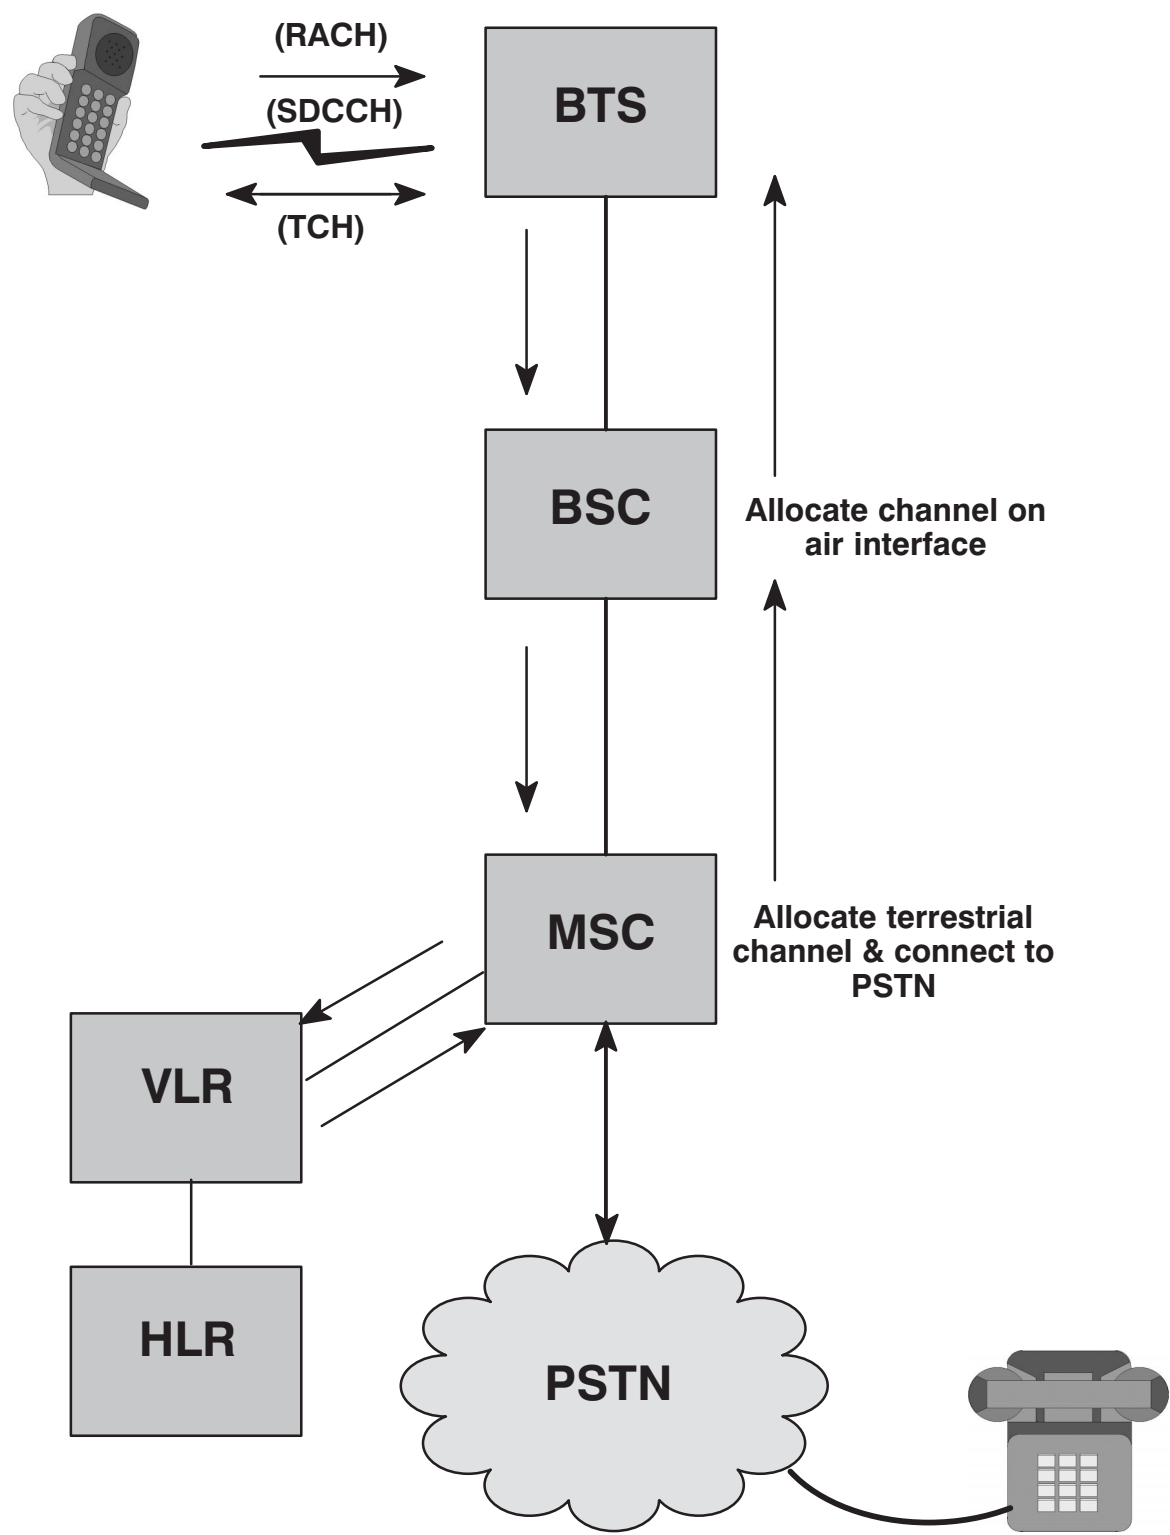 (RACH)
(SDCCH)
(TCH)
BTS
BSC
Allocate channel on
air interface
MSC
Allocate terrestrial
channel & connect to
PSTN
VLR
HLR
PSTN